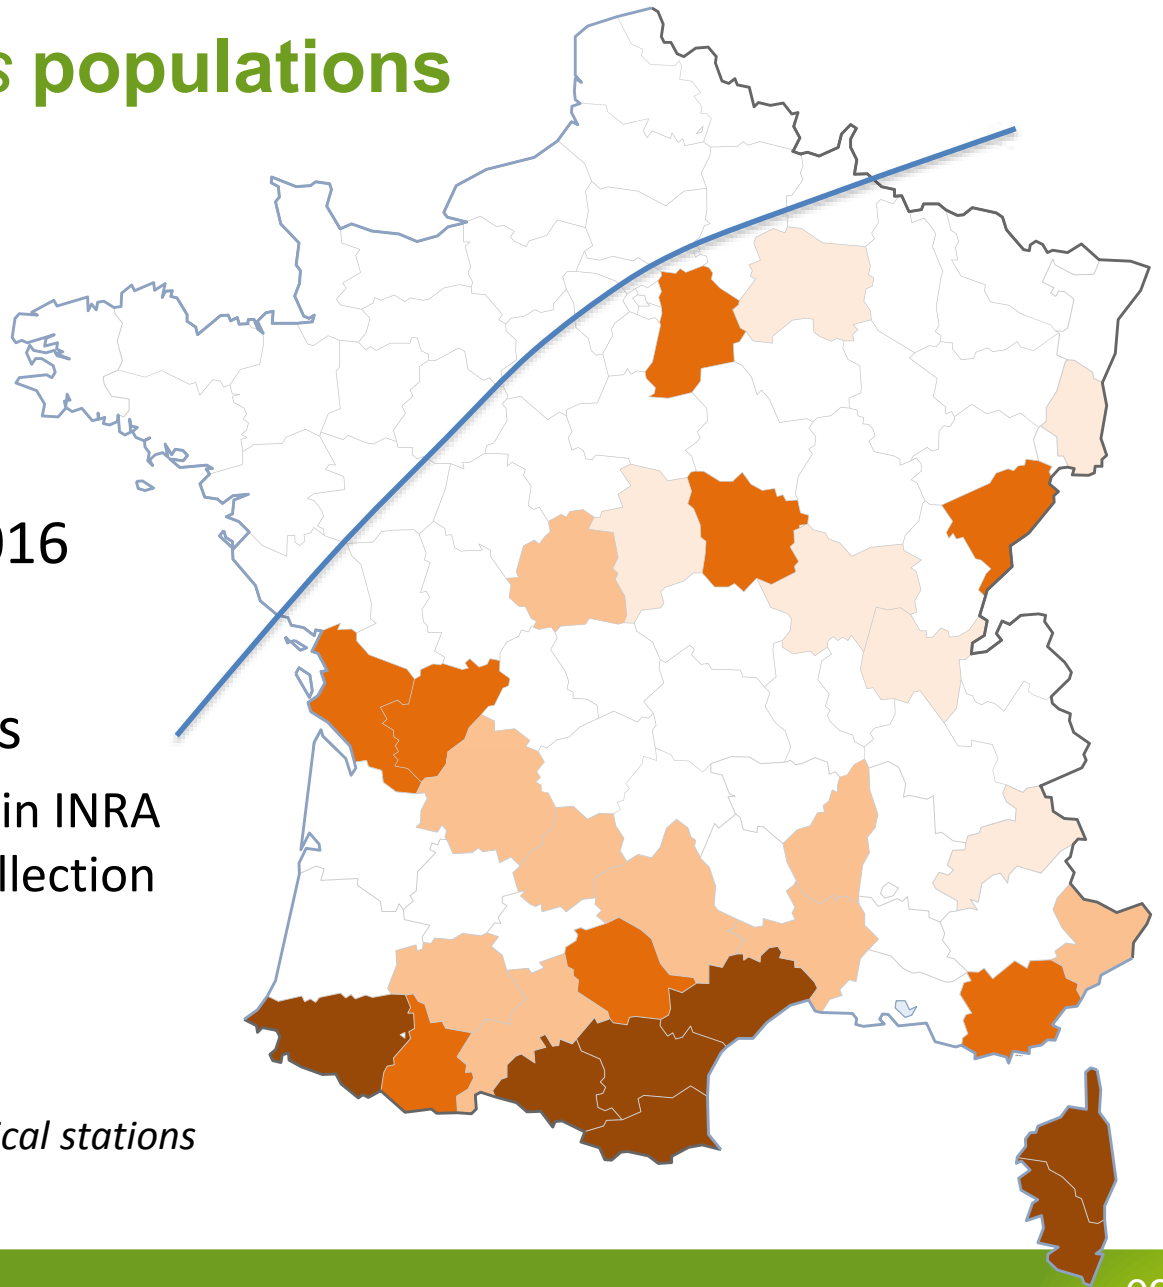 s populations
016
s
in INRA
llection
ical stations